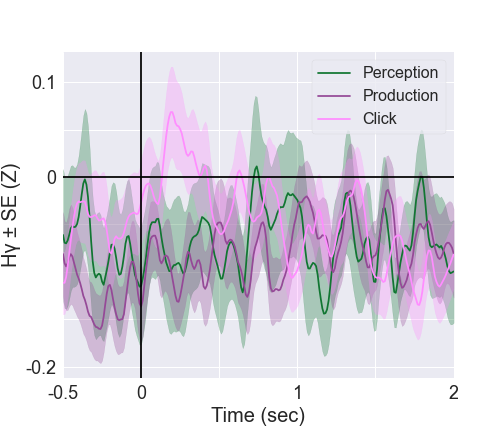 Perception
Production
Click
0.1
0
-0.2
Hγ ± SE (Z)
-0.5
0
1
2
Time (sec)